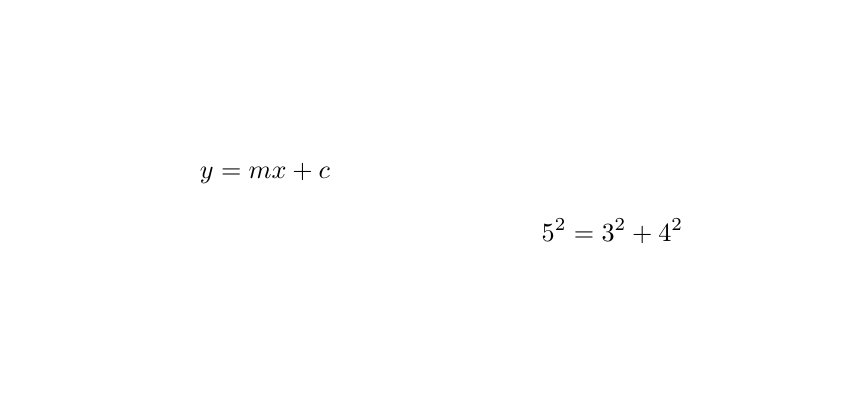 y = mx + c
5² = 3² + 4²